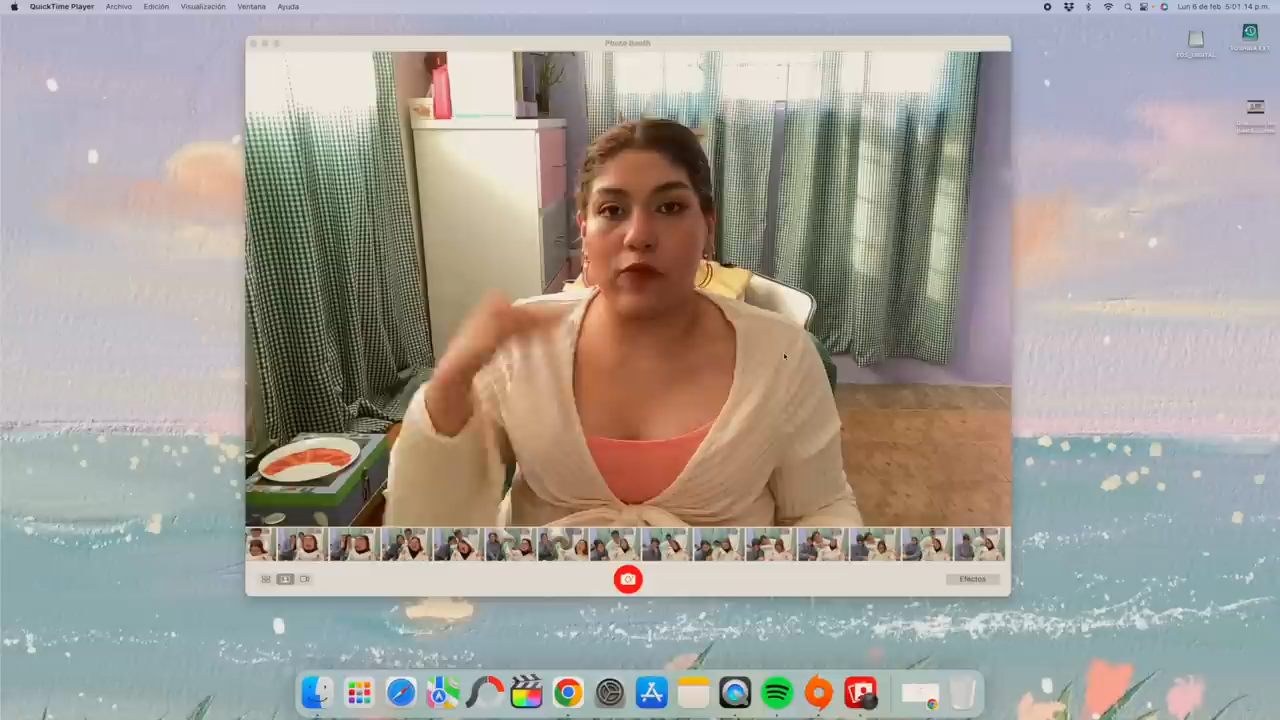 QuickTime Player Archivo Edición Visualización Ventana Ayuda Lun 6 de feb 5:01:14 p.m.
Photo Booth
Efectos